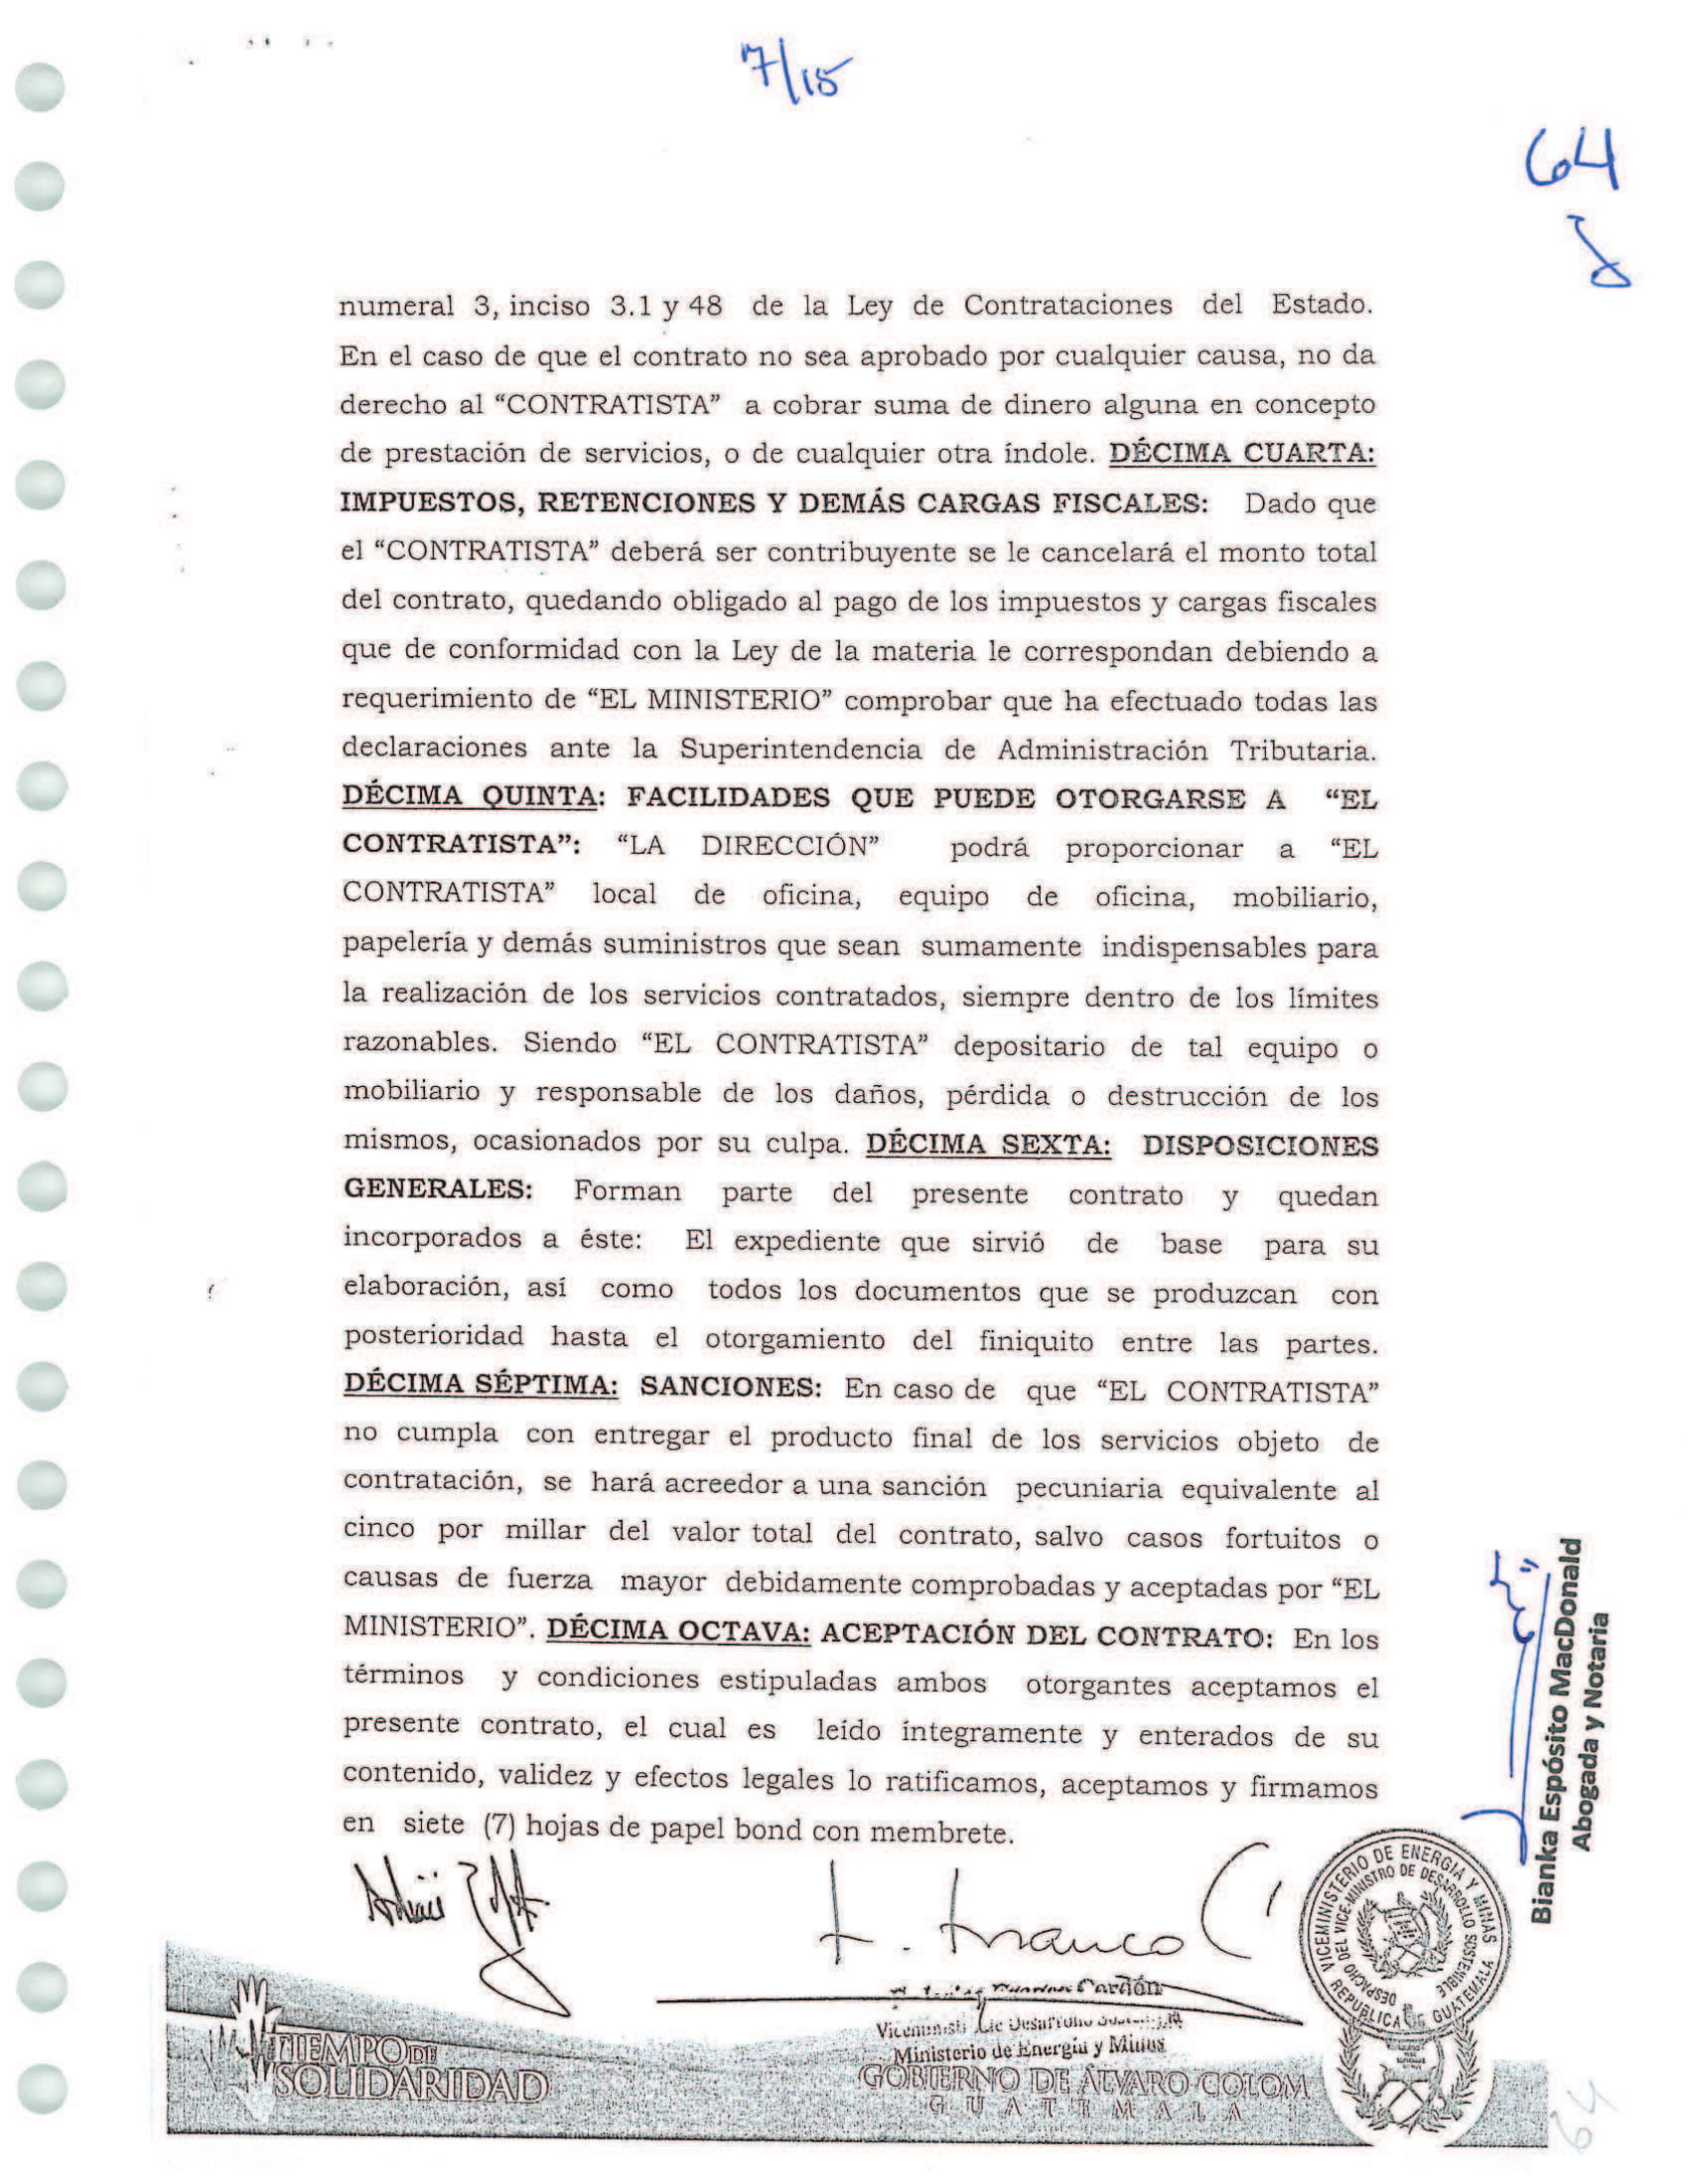 7/15
64
numeral 3, inciso 3.1 y 48 de la Ley de Contrataciones del Estado.
En el caso de que el contrato no sea aprobado por cualquier causa, no da
derecho al “CONTRATISTA” a cobrar suma de dinero alguna en concepto
de prestación de servicios, o de cualquier otra índole. DÉCIMA CUARTA:
IMPUESTOS, RETENCIONES Y DEMÁS CARGAS FISCALES: Dado que
el “CONTRATISTA” deberá ser contribuyente se le cancelará el monto total
del contrato, quedando obligado al pago de los impuestos y cargas fiscales
que de conformidad con la Ley de la materia le correspondan debiendo a
requerimiento de “EL MINISTERIO” comprobar que ha efectuado todas las
declaraciones ante la Superintendencia de Administración Tributaria.
DÉCIMA QUINTA: FACILIDADES QUE PUEDE OTORGARSE A “EL
CONTRATISTA”: “LA DIRECCIÓN” podrá proporcionar a “EL
CONTRATISTA” local de oficina, equipo de oficina, mobiliario,
papelería y demás suministros que sean sumamente indispensables para
la realización de los servicios contratados, siempre dentro de los límites
razonables. Siendo “EL CONTRATISTA” depositario de tal equipo o
mobiliario y responsable de los daños, pérdida o destrucción de los
mismos, ocasionados por su culpa. DÉCIMA SEXTA: DISPOSICIONES
GENERALES: Forman parte del presente contrato y quedan
incorporados a éste: El expediente que sirvió de base para su
elaboración, así como todos los documentos que se produzcan con
posterioridad hasta el otorgamiento del finiquito entre las partes.
DÉCIMA SÉPTIMA: SANCIONES: En caso de que “EL CONTRATISTA”
no cumpla con entregar el producto final de los servicios objeto de
contratación, se hará acreedor a una sanción pecuniaria equivalente al
cinco por millar del valor total del contrato, salvo casos fortuitos o
causas de fuerza mayor debidamente comprobadas y aceptadas por “EL
MINISTERIO”. DÉCIMA OCTAVA: ACEPTACIÓN DEL CONTRATO: En los
términos y condiciones estipuladas ambos otorgantes aceptamos el
presente contrato, el cual es leído íntegramente y enterados de su
contenido, validez y efectos legales lo ratificamos, aceptamos y firmamos
en siete (7) hojas de papel bond con membrete.
Bianka Espósito MacDonald
Abogada y Notaria
VICEMINISTERIO DE ENERGIA Y MINAS
DESPACHO DEL VICE-MINISTRO DE DESARROLLO SOSTENIBLE
REPUBLICA DE GUATEMALA
Ministerio de Energía y Minas
TIEMPO DE
SOLIDARIDAD
GOBIERNO DE ÁLVARO COLOM
GUATEMALA
64